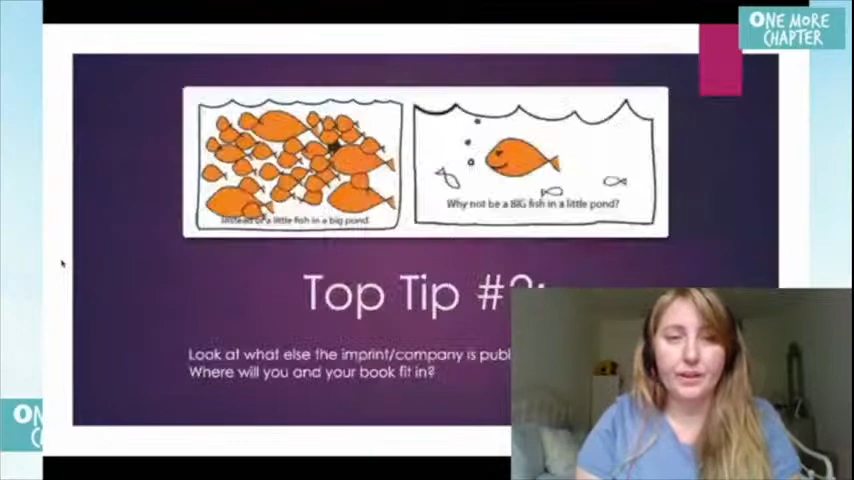 ONE MORE
CHAPTER
Instead of a little fish in a big pond.
Why not be a BIG fish in a little pond?
Top Tip #2:
Look at what else the imprint/company is
Where will you and your book fit in?